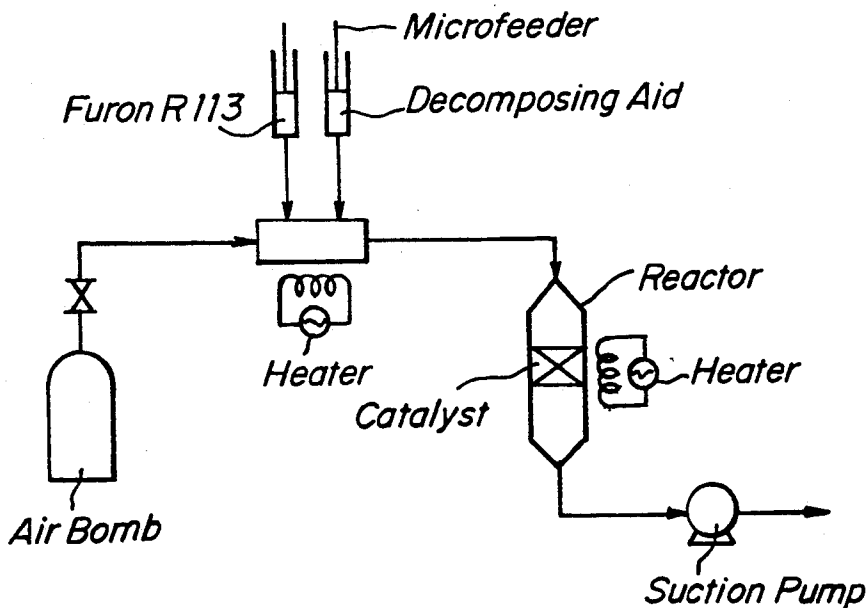 Microfeeder
Furon R113
Decomposing Aid
Reactor
Heater
Heater
Catalyst
Air Bomb
Suction Pump